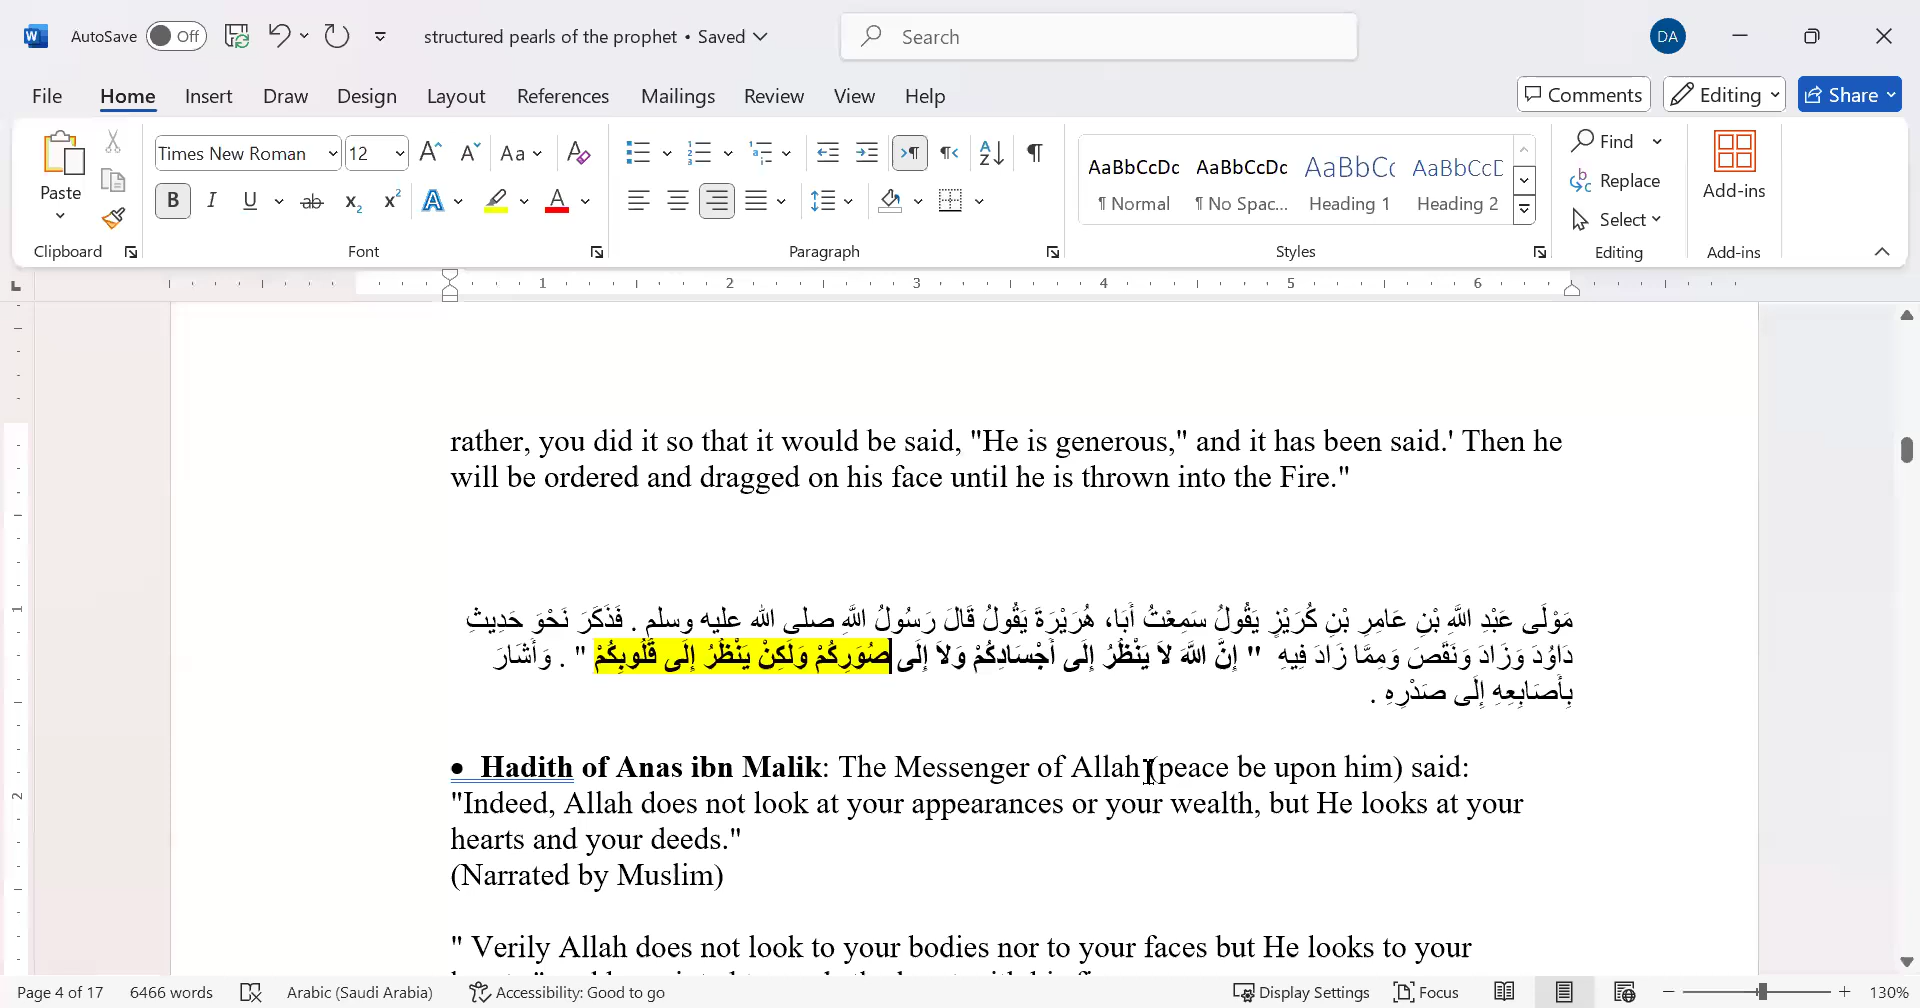 AutoSave Off structured pearls of the prophet • Saved Search DA
File Home Insert Draw Design Layout References Mailings Review View Help Comments Editing Share
Paste
Clipboard
Times New Roman 12
Font
Paragraph
AaBbCcDc AaBbCcDc AaBbCc AaBbCcD
¶ Normal ¶ No Spac... Heading 1 Heading 2
Styles
Find
Replace
Select
Editing
Add-ins
Add-ins
1 2 3 4 5 6
rather, you did it so that it would be said, "He is generous," and it has been said.' Then he
will be ordered and dragged on his face until he is thrown into the Fire."
مَوْلَى عَبْدِ اللَّهِ بْنِ عَامِرِ بْنِ كُرَيْزٍ يَقُولُ سَمِعْتُ أَبَا، هُرَيْرَةَ يَقُولُ قَالَ رَسُولُ اللَّهِ صلى الله عليه وسلم . فَذَكَرَ نَحْوَ حَدِيثِ
دَاوُدَ وَزَادَ وَنَقَصَ وَمِمَّا زَادَ فِيهِ " إِنَّ اللَّهَ لاَ يَنْظُرُ إِلَى أَجْسَادِكُمْ وَلاَ إِلَى صُوَرِكُمْ وَلَكِنْ يَنْظُرُ إِلَى قُلُوبِكُمْ " . وَأَشَارَ
بِأَصَابِعِهِ إِلَى صَدْرِهِ .
• Hadith of Anas ibn Malik: The Messenger of Allah (peace be upon him) said:
"Indeed, Allah does not look at your appearances or your wealth, but He looks at your
hearts and your deeds."
(Narrated by Muslim)
" Verily Allah does not look to your bodies nor to your faces but He looks to your
Page 4 of 17 6466 words Arabic (Saudi Arabia) Accessibility: Good to go Display Settings Focus 130%